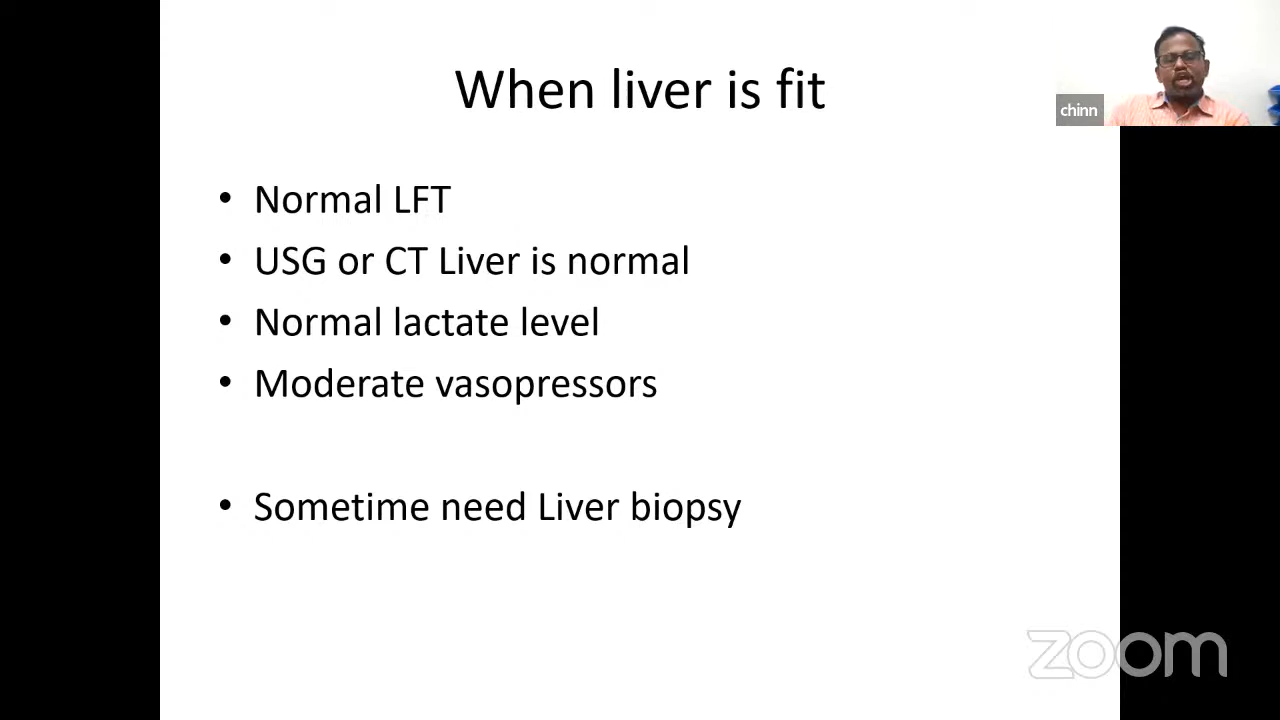 When liver is fit
chinn
• Normal LFT
• USG or CT Liver is normal
• Normal lactate level
• Moderate vasopressors
• Sometime need Liver biopsy
zoom